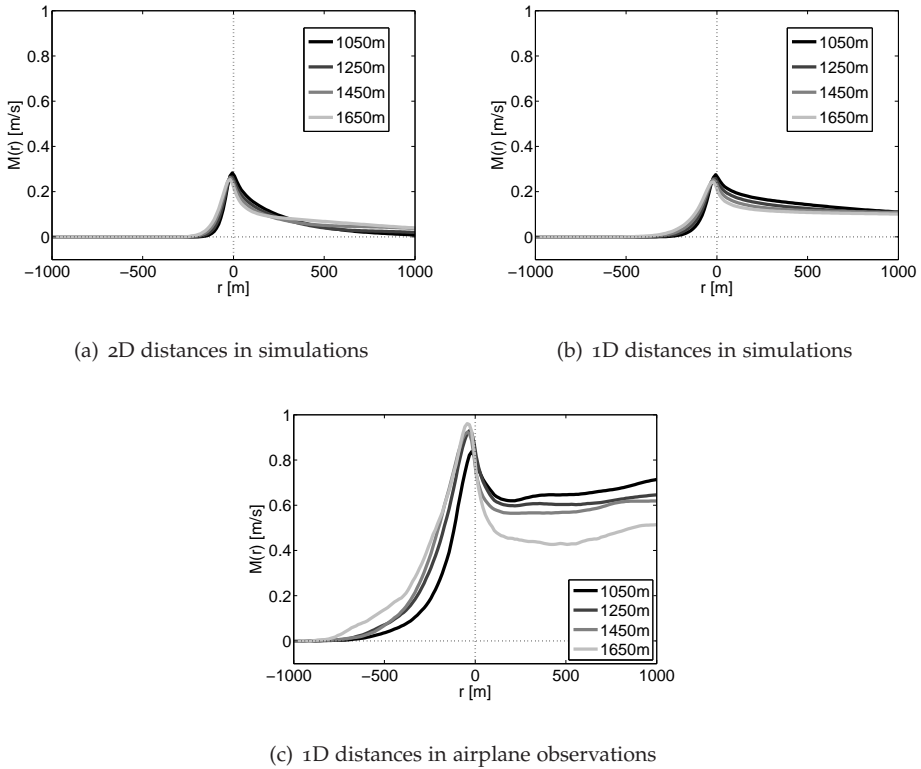 1
0.8
0.6
0.4
0.2
0
M(r) [m/s]
−1000
−500
0
500
1000
r [m]
1050m
1250m
1450m
1650m
(a) 2D distances in simulations
1
0.8
0.6
0.4
0.2
0
M(r) [m/s]
−1000
−500
0
500
1000
r [m]
1050m
1250m
1450m
1650m
(b) 1D distances in simulations
1
0.8
0.6
0.4
0.2
0
M(r) [m/s]
−1000
−500
0
500
1000
r [m]
1050m
1250m
1450m
1650m
(c) 1D distances in airplane observations